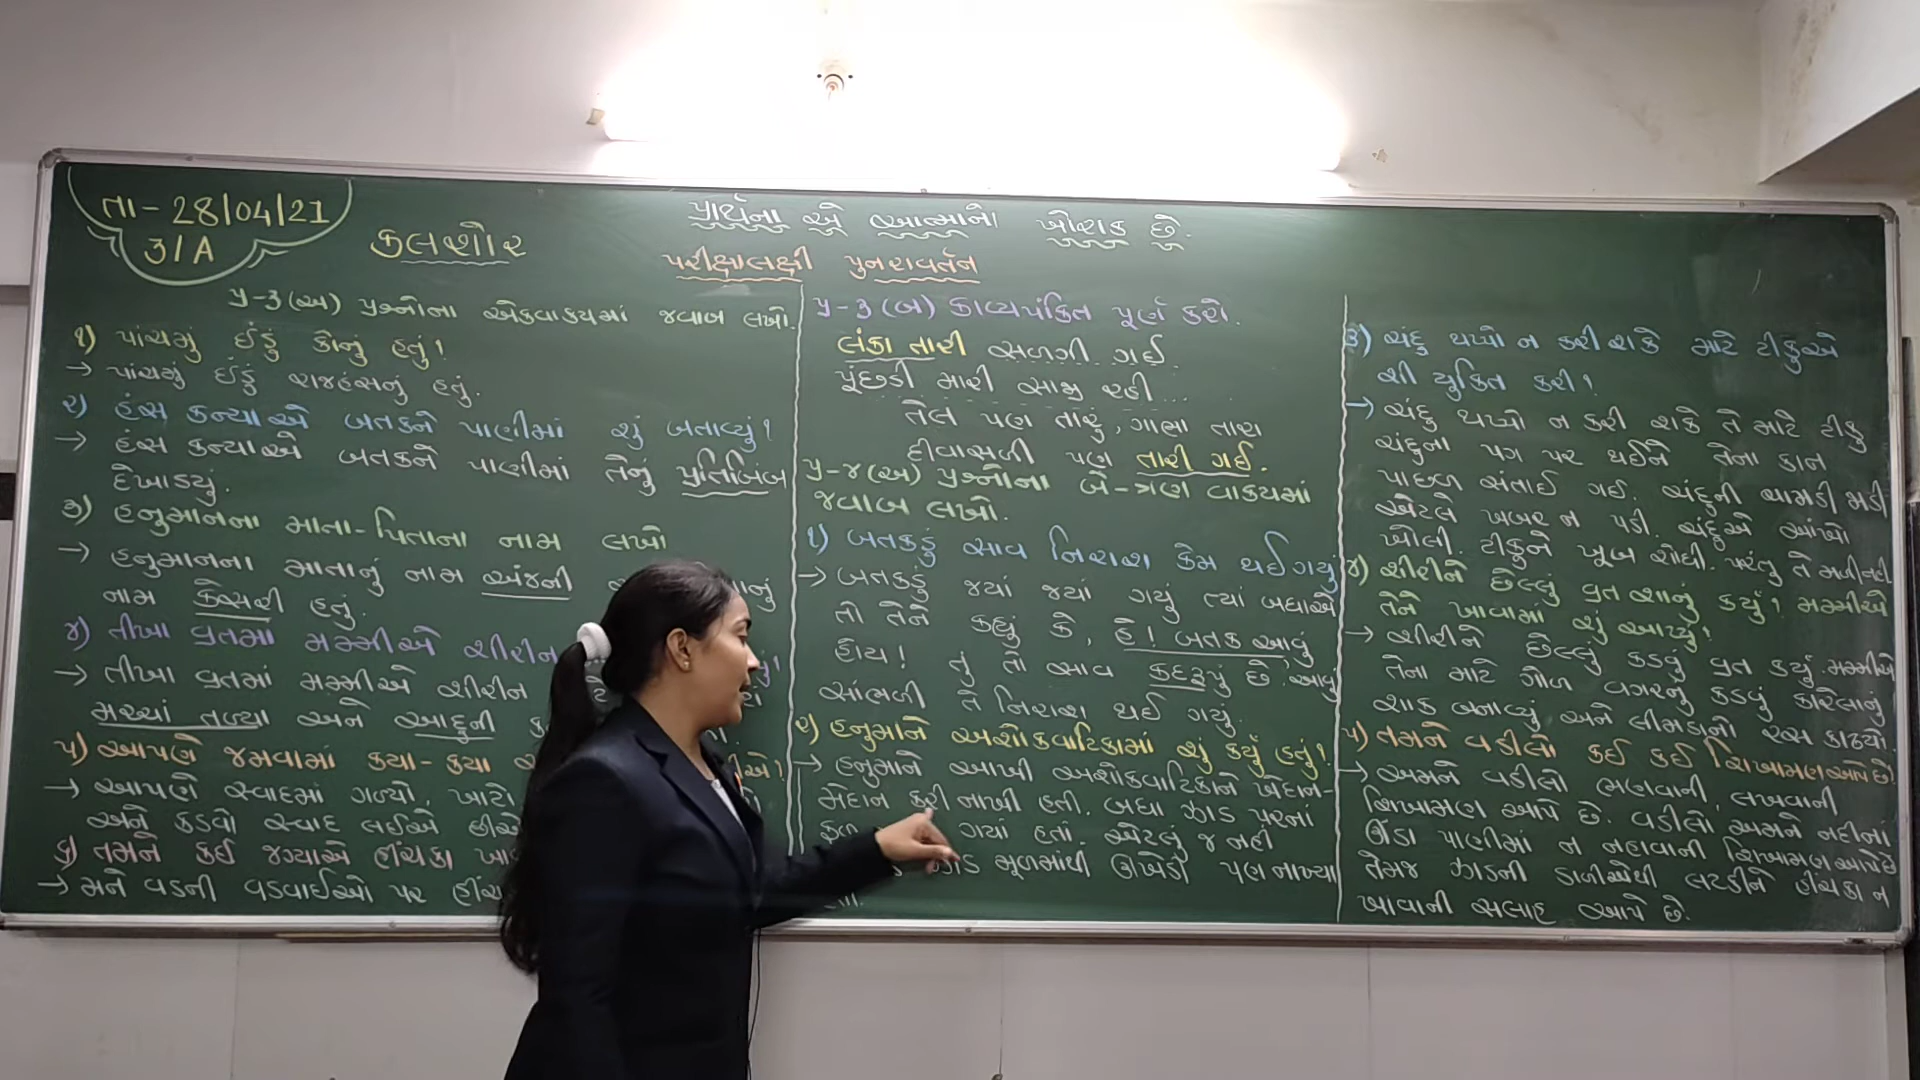 તા - 28/04/21
3/A
કલશોર
પ્રાર્થના એ આત્માનો ખોરાક છે.
પરીક્ષાલક્ષી પુનરાવર્તન
પ્ર-૩(અ) પ્રશ્નોના એકવાક્યમાં જવાબ લખો.
૧) પાંચમું ઈંડું કોનું હતું?
→ પાંચમું ઈંડું રાજહંસનું હતું.
૨) હંસ કન્યાએ બતકને પાણીમાં શું બતાવ્યું?
→ હંસ કન્યાએ બતકને પાણીમાં તેનું પ્રતિબિંબ
દેખાડ્યું.
૩) હનુમાનના માતા-પિતાના નામ લખો
→ હનુમાનના માતાનું નામ અંજની
નામ કેસરી હતું.
૪) તીખા વ્રતમાં મમ્મીએ શીરીન
→ તીખા વ્રતમાં મમ્મીએ શીરીન
મરચાં તળ્યા અને આદુની
૫) આપણે જમવામાં કયા-કયા
→ આપણે સ્વાદમાં ગળ્યો, ખાટો
અને કડવો સ્વાદ લઈએ છીએ
૬) તમને કઈ જગ્યાએ હીંચકા
→ મને વડની વડવાઈઓ પર
પ્ર-૩(બ) કાવ્યપંક્તિ પૂર્ણ કરો.
લંકા તારી સળગી ગઈ
પૂંછડી મારી સાજી રહી
તેલ પણ તારું, ગાભા તારા
દીવાસળી પણ તારી ગઈ.
પ્ર-૪(અ) પ્રશ્નોના બે-ત્રણ વાક્યમાં
જવાબ લખો.
૧) બતકડું સાવ નિરાશ કેમ થઈ ગયું
→ બતકડું જ્યાં જ્યાં ગયું ત્યાં બધાએ
તો તેને કહ્યું કે, હે! બતક આવું
હોય! તું તો સાવ કદરૂપું છે. આવું
સાંભળી તે નિરાશ થઈ ગયું.
૨) હનુમાને અશોકવાટિકામાં શું કર્યું હતું?
→ હનુમાને આખી અશોકવાટિકાને ખેદાન-
મેદાન કરી નાખી હતી. બધા ઝાડ પરનાં
ફળ ગયાં હતાં. એટલું જ નહીં
ઝાડ મૂળમાંથી ઊખેડી પણ નાખ્યા
૩) ચંદુ થપ્પો ન કરી શકે માટે ટીકુએ
શી યુક્તિ કરી?
→ ચંદુ થપ્પો ન કરી શકે તે માટે ટીકુ
ચંદુના પગ પર થઈને તેના કાન
પાછળ સંતાઈ ગઈ. ચંદુની ચામડી જાડી
એટલે ખબર ન પડી. ચંદુએ આંખો
ખોલી. ટીકુને ખૂબ શોધી. પરંતુ તે મળી નહીં
૪) શીરીને છેલ્લું વ્રત શાનું કર્યું? મમ્મીએ
તેને ખાવામાં શું આપ્યું?
→ શીરીને છેલ્લું કડવું વ્રત કર્યું. મમ્મીએ
તેના માટે ગોળ વગરનું કડવું કારેલાનું
શાક બનાવ્યું અને લીમડાનો રસ કાઢ્યો.
૫) તમને વડીલો કઈ કઈ શિખામણ આપે છે?
→ અમને વડીલો ભણવાની, લખવાની
શિખામણ આપે છે. વડીલો અમને નદીનાં
ઊંડા પાણીમાં ન નહાવાની શિખામણ આપે છે
તેમજ ઝાડની ડાળીએથી લટકીને હીંચકા ન
ખાવાની સલાહ આપે છે.